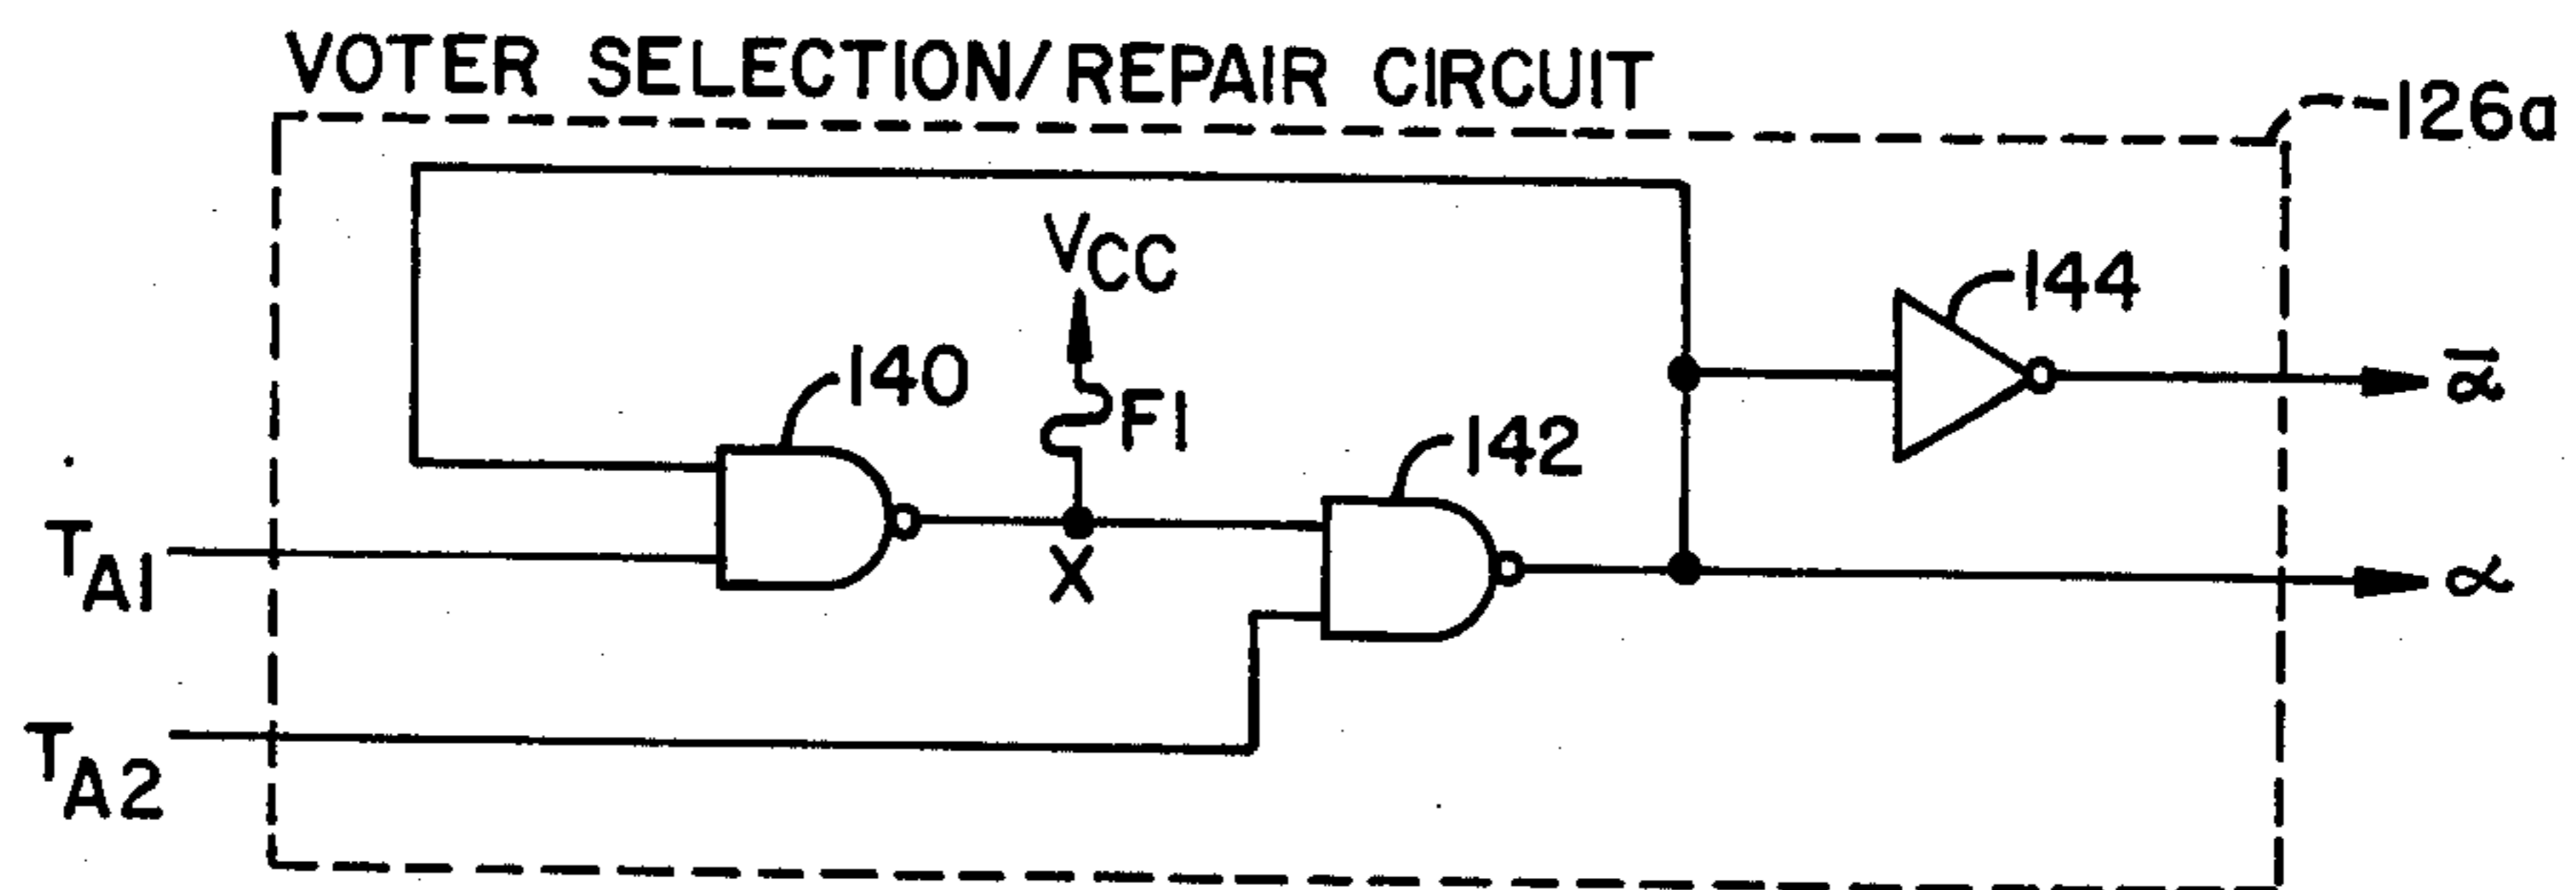 VOTER SELECTION/REPAIR CIRCUIT
126a
VCC
144
140
F1
142
α̅
TA1
X
α
TA2